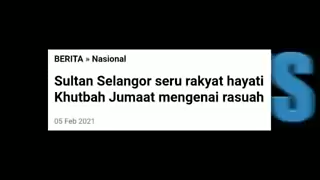 BERITA » Nasional
Sultan Selangor seru rakyat hayati
Khutbah Jumaat mengenai rasuah
05 Feb 2021
S